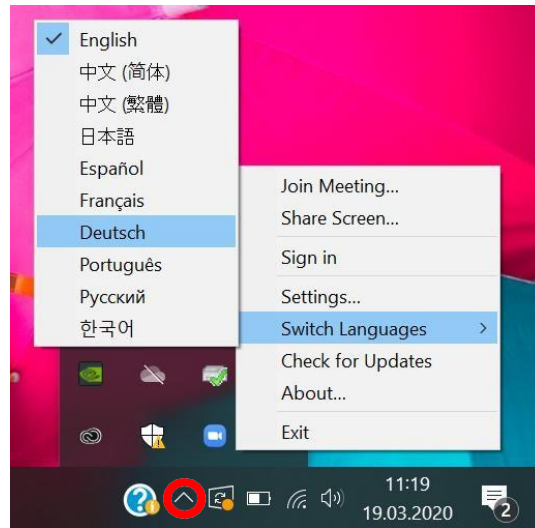 English
中文 (简体)
中文 (繁體)
日本語
Español
Français
Deutsch
Português
Русский
한국어
Join Meeting...
Share Screen...
Sign in
Settings...
Switch Languages
Check for Updates
About...
Exit
11:19
19.03.2020
2